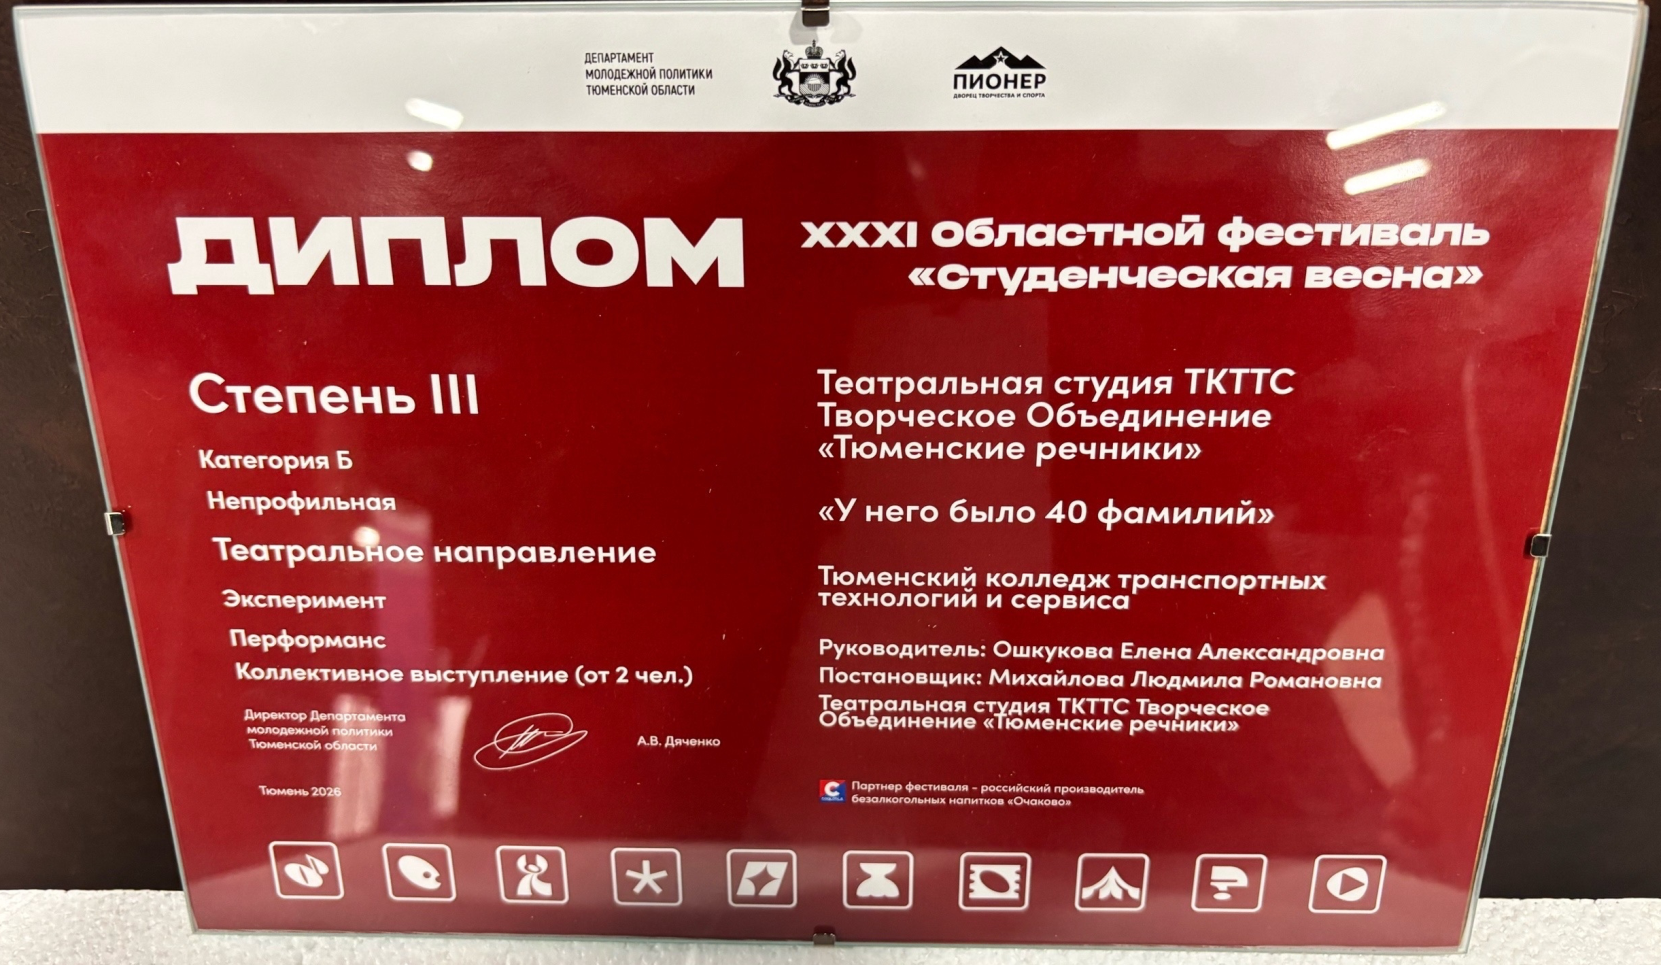 ДЕПАРТАМЕНТ
МОЛОДЕЖНОЙ ПОЛИТИКИ
ТЮМЕНСКОЙ ОБЛАСТИ
ПИОНЕР
ДВОРЕЦ ТВОРЧЕСТВА И СПОРТА
ДИПЛОМ
XXXI Областной фестиваль
«Студенческая весна»
Степень III
Категория Б
Непрофильная
Театральное направление
Эксперимент
Перформанс
Коллективное выступление (от 2 чел.)
Директор Департамента
молодежной политики
Тюменской области
А.В. Дяченко
Тюмень 2026
Театральная студия ТКТТС
Творческое Объединение
«Тюменские речники»
«У него было 40 фамилий»
Тюменский колледж транспортных
технологий и сервиса
Руководитель: Ошкукова Елена Александровна
Постановщик: Михайлова Людмила Романовна
Театральная студия ТКТТС Творческое
Объединение «Тюменские речники»
Партнер фестиваля - российский производитель
безалкогольных напитков «Очаково»